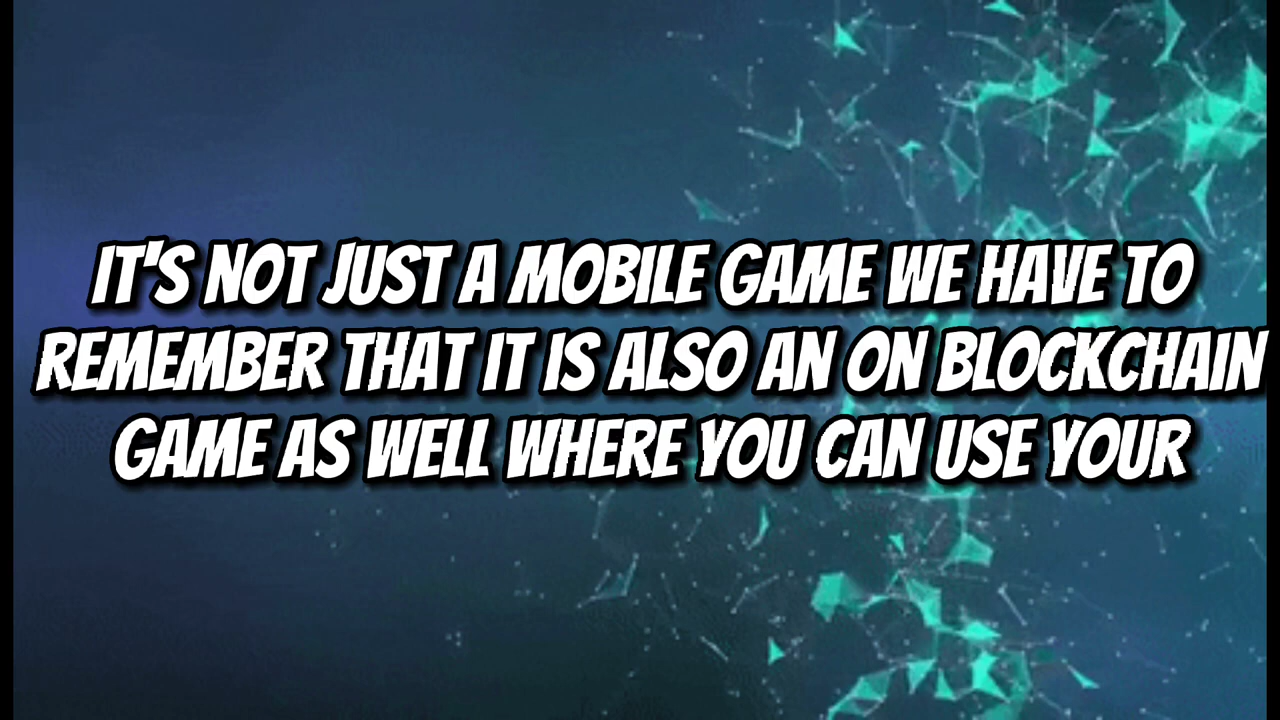 IT'S NOT JUST A MOBILE GAME WE HAVE TO
REMEMBER THAT IT IS ALSO AN ON BLOCKCHAIN
GAME AS WELL WHERE YOU CAN USE YOUR